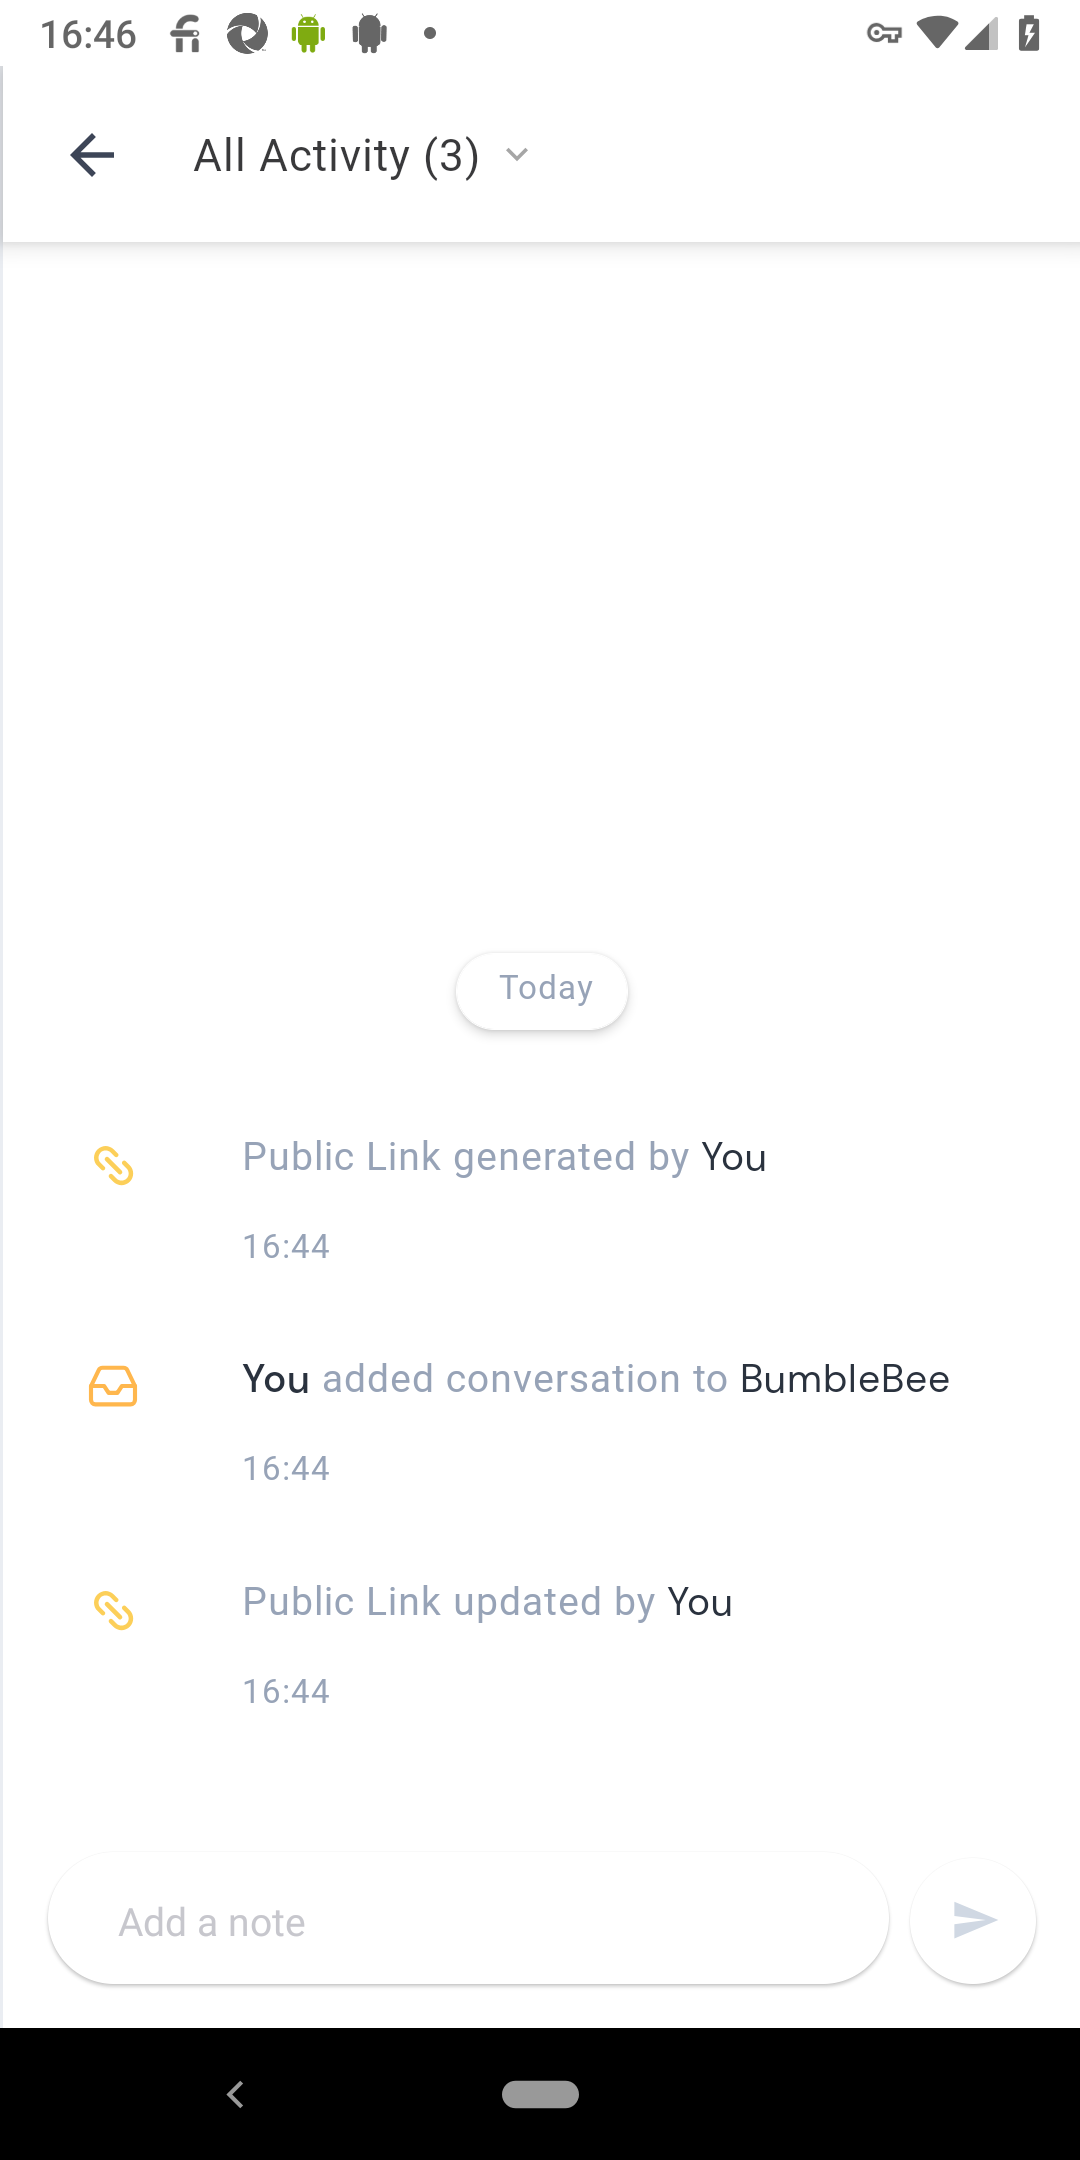 16:46
All Activity (3)
Today
Public Link generated by You
16:44
You added conversation to BumbleBee
16:44
Public Link updated by You
16:44
Add a note